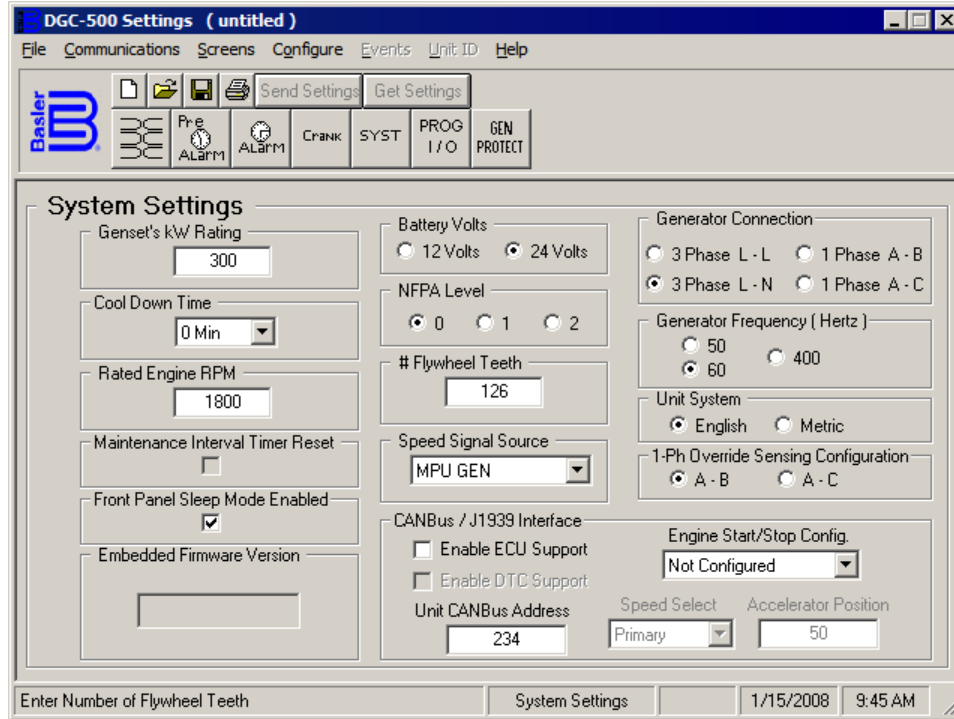 DGC-500 Settings ( untitled )
File Communications Screens Configure Events Unit ID Help
Basler
Send Settings Get Settings
Pre ALarm
ALarm
Crank
SYST
PROG I/O
GEN PROTECT
System Settings
Genset's kW Rating
300
Cool Down Time
0 Min
Rated Engine RPM
1800
Maintenance Interval Timer Reset
Front Panel Sleep Mode Enabled
Embedded Firmware Version
Battery Volts
12 Volts 24 Volts
NFPA Level
0 1 2
# Flywheel Teeth
126
Speed Signal Source
MPU GEN
Generator Connection
3 Phase L - L 1 Phase A - B
3 Phase L - N 1 Phase A - C
Generator Frequency ( Hertz )
50
60
400
Unit System
English Metric
1-Ph Override Sensing Configuration
A - B A - C
CANBus / J1939 Interface
Enable ECU Support
Enable DTC Support
Unit CANBus Address
234
Engine Start/Stop Config.
Not Configured
Speed Select
Primary
Accelerator Position
50
Enter Number of Flywheel Teeth System Settings 1/15/2008 9:45 AM